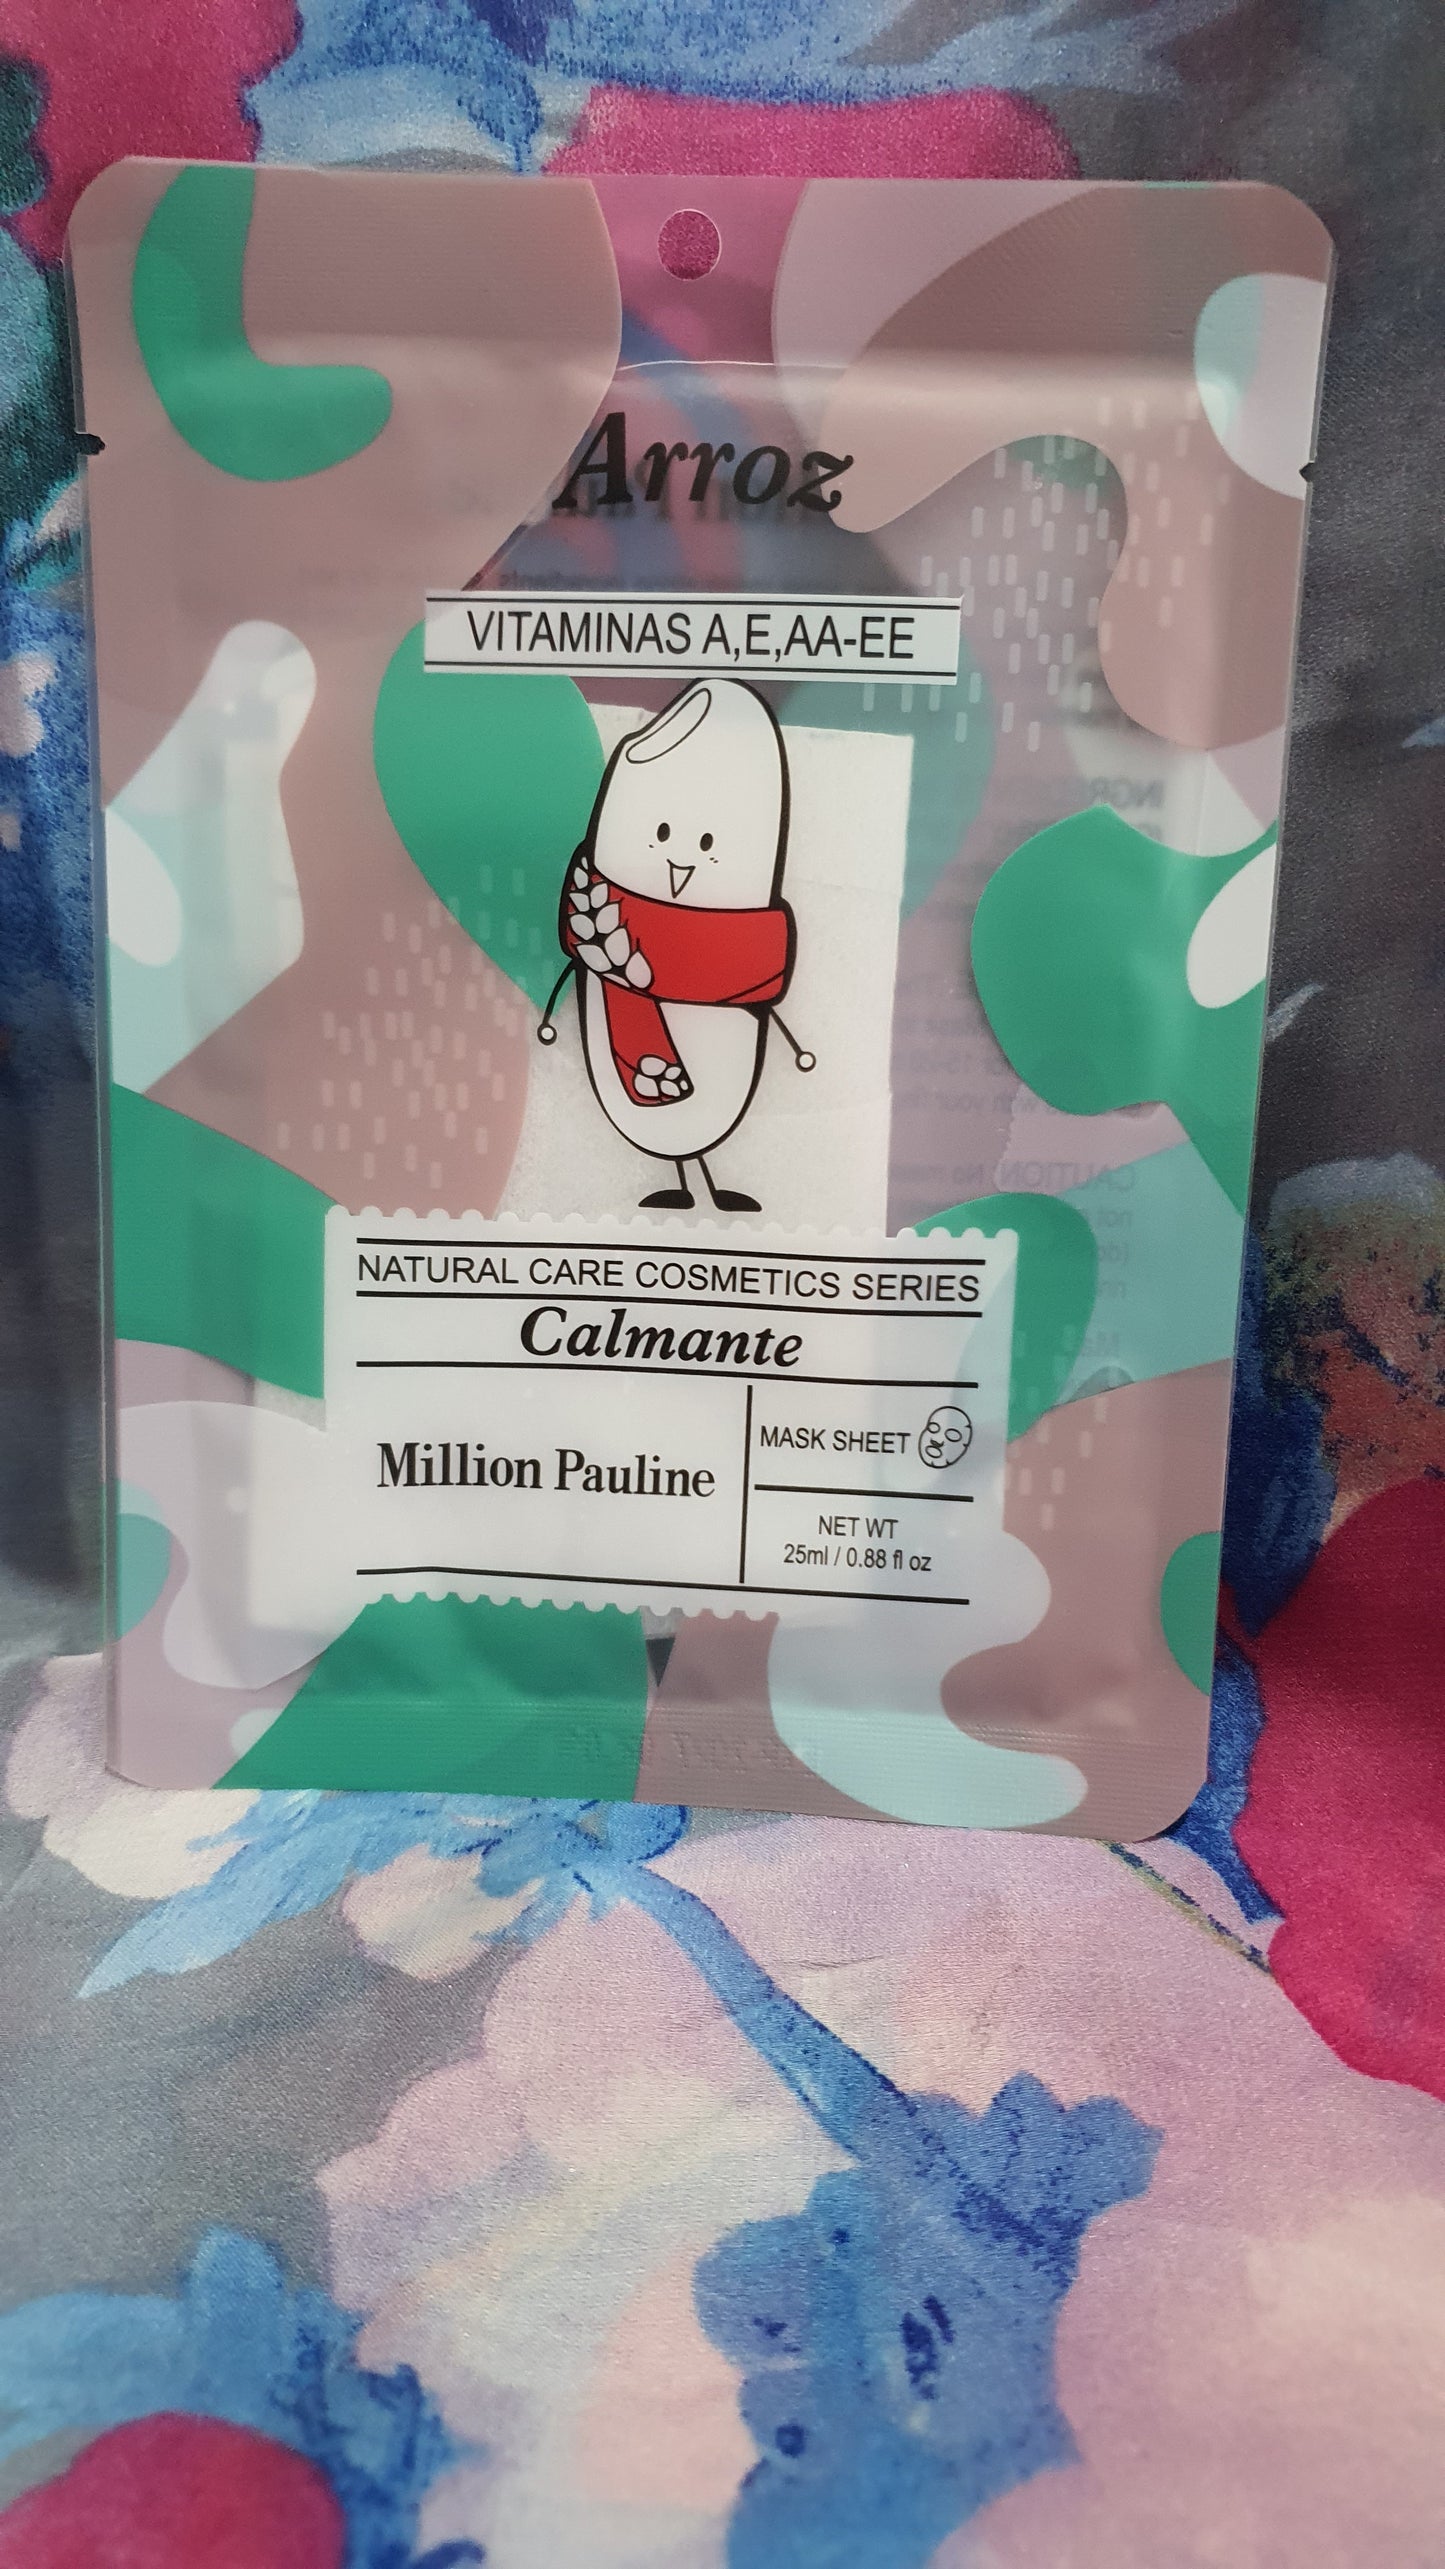 Arroz
VITAMINAS A,E,AA-EE
NATURAL CARE COSMETICS SERIES
Calmante
Million Pauline
MASK SHEET
NET WT
25ml / 0.88 fl oz